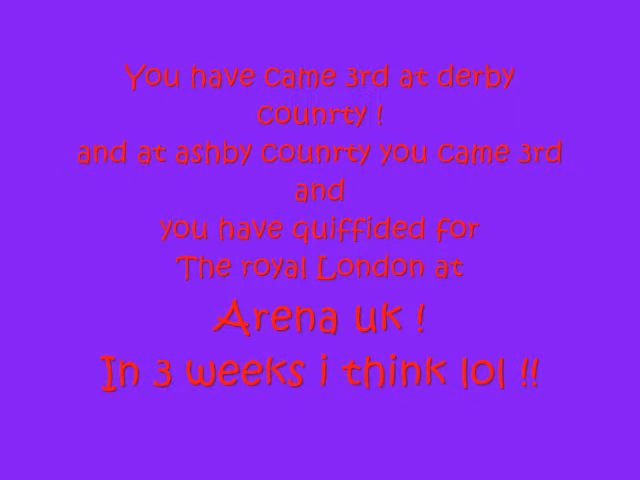 You have came 3rd at derby
counrty !
and at ashby counrty you came 3rd
and
you have quiffided for
The royal London at
Arena uk !
In 3 weeks i think lol !!